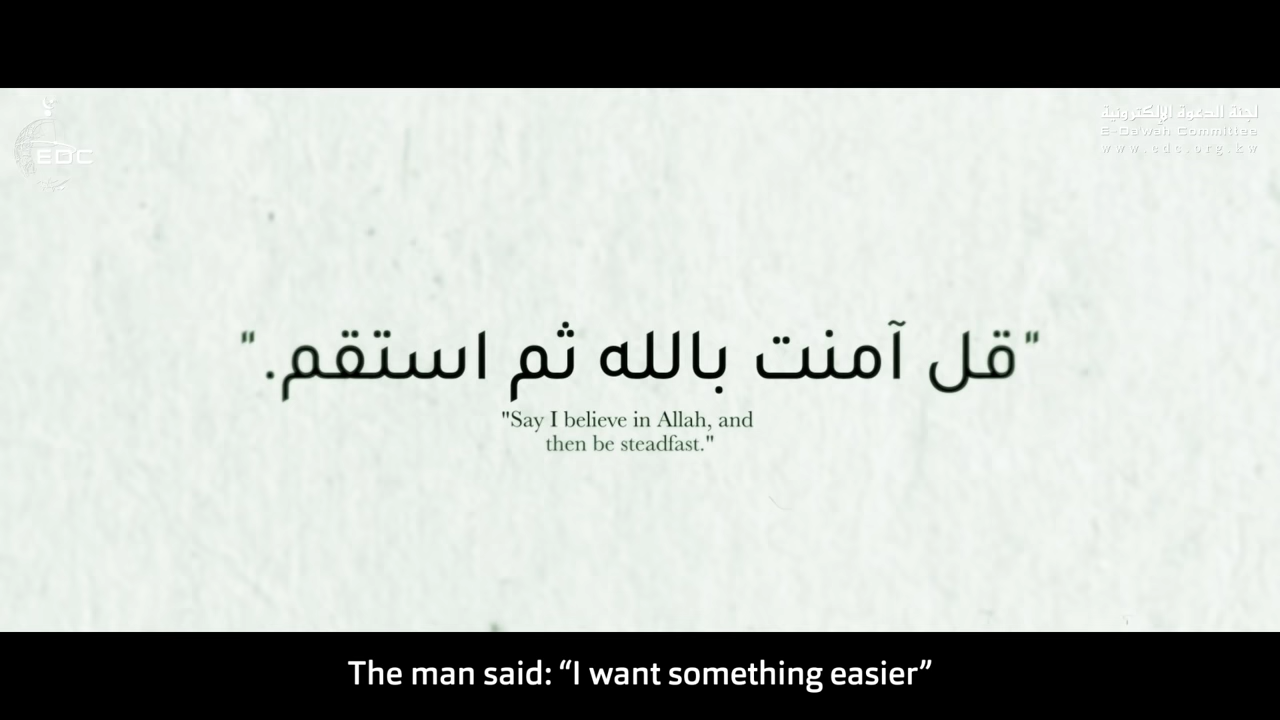 EDC
لجنة الدعوة الإلكترونية
E-DaWah Committee
www.edc.org.kw
"قل آمنت بالله ثم استقم."
"Say I believe in Allah, and
then be steadfast."
The man said: “I want something easier”